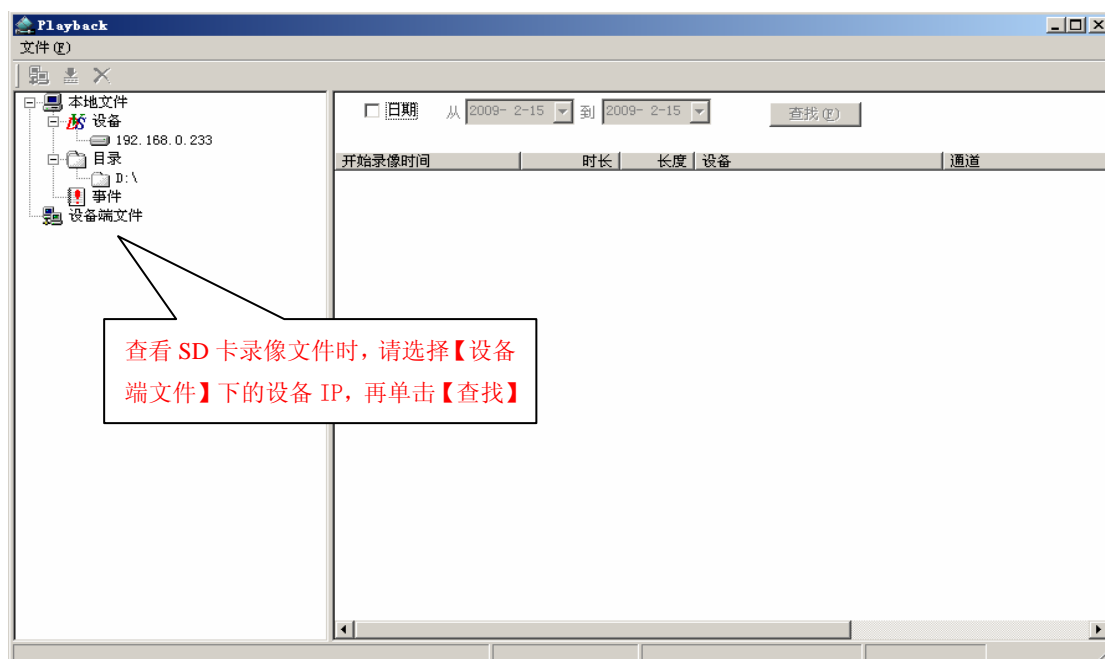 Playback
文件(F)
本地文件
设备
192.168.0.233
目录
D:\
事件
设备端文件
日期 从 2009- 2-15 到 2009- 2-15 查找(F)
开始录像时间 时长 长度 设备 通道
查看 SD 卡录像文件时，请选择【设备
端文件】下的设备 IP，再单击【查找】